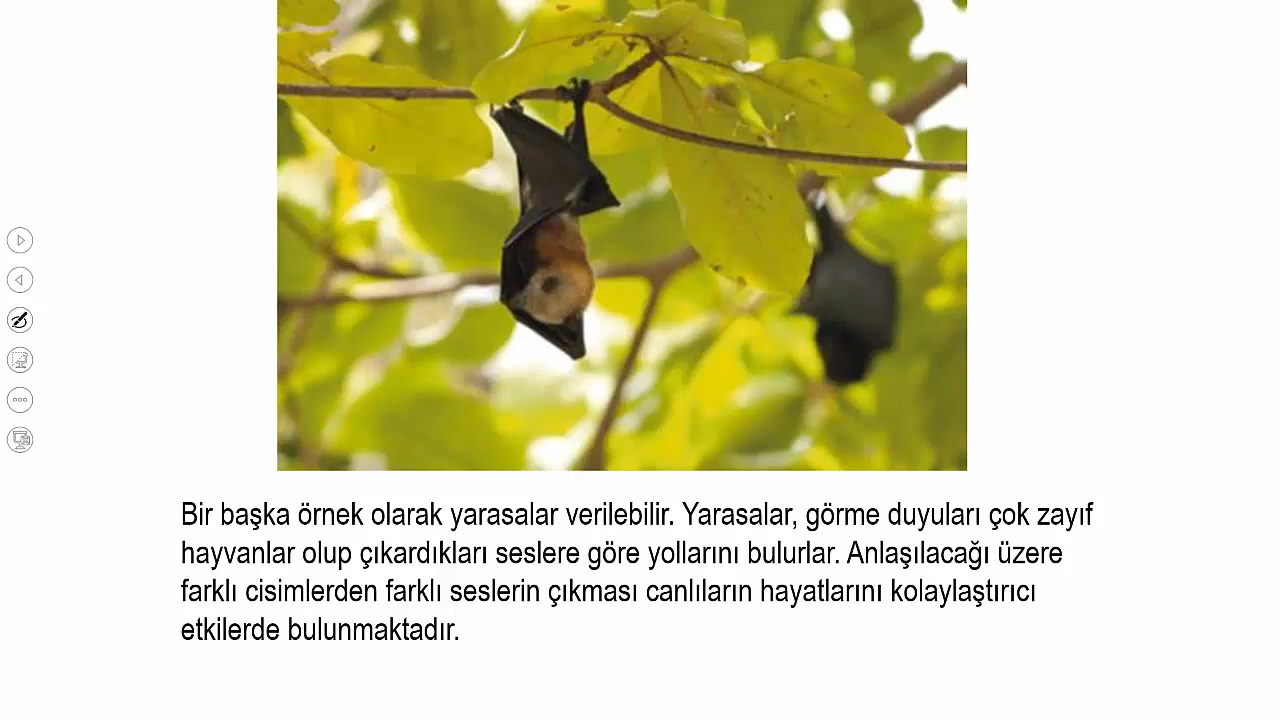 Bir başka örnek olarak yarasalar verilebilir. Yarasalar, görme duyuları çok zayıf
hayvanlar olup çıkardıkları seslere göre yollarını bulurlar. Anlaşılacağı üzere
farklı cisimlerden farklı seslerin çıkması canlıların hayatlarını kolaylaştırıcı
etkilerde bulunmaktadır.